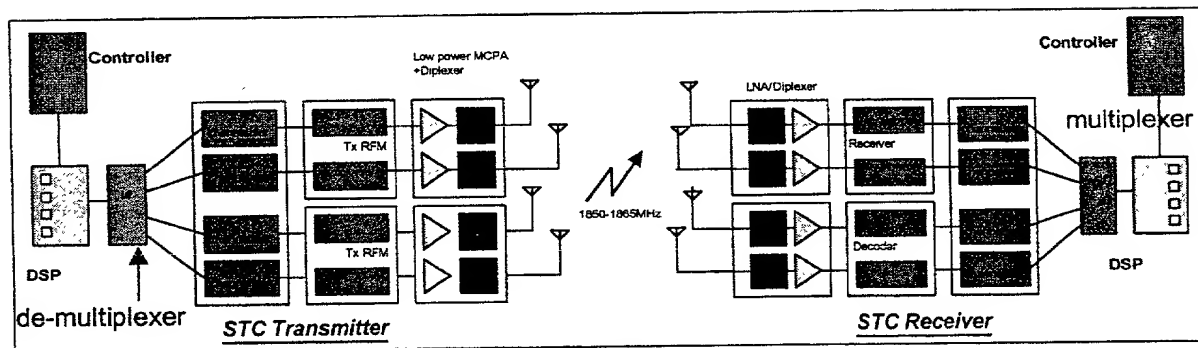 Controller
Low power MCPA
+Diplexer
Tx RFM
Tx RFM
DSP
de-multiplexer
STC Transmitter
1850-1865MHz
LNA/Diplexer
Receiver
Decodar
Controller
multiplexer
DSP
STC Receiver